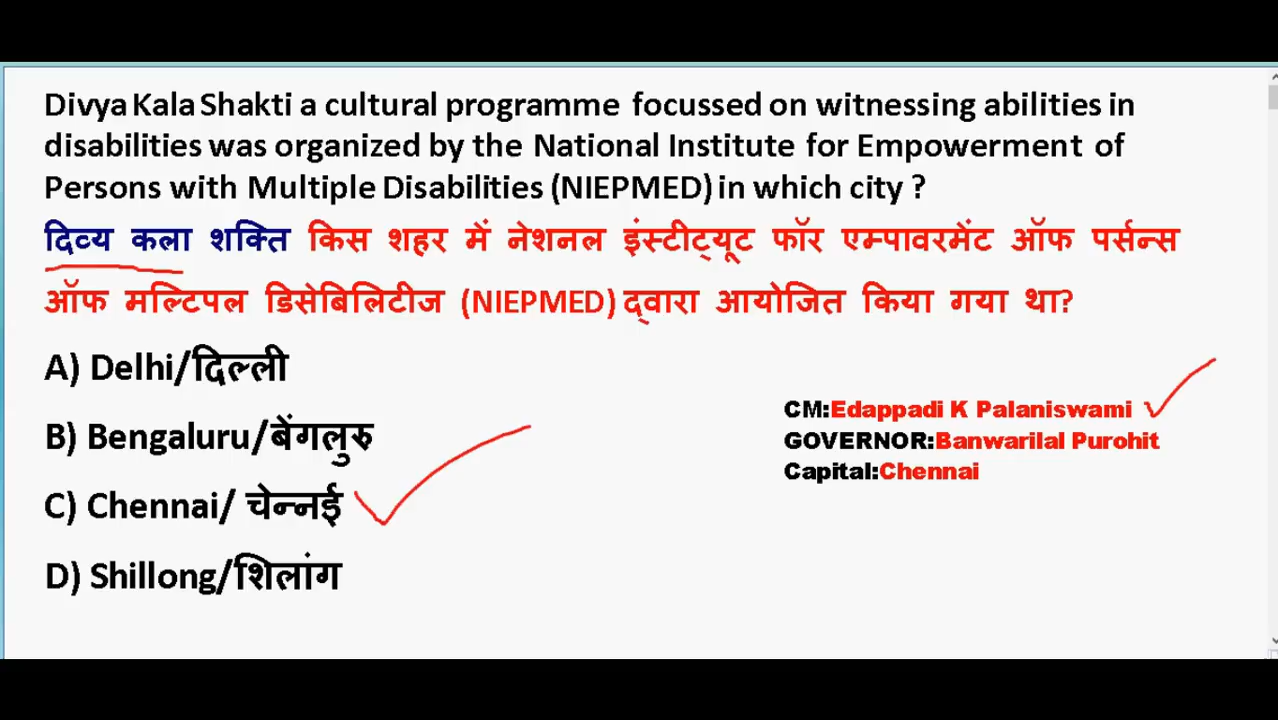 Divya Kala Shakti a cultural programme focussed on witnessing abilities in
disabilities was organized by the National Institute for Empowerment of
Persons with Multiple Disabilities (NIEPMED) in which city ?
दिव्य कला शक्ति किस शहर में नेशनल इंस्टीट्यूट फॉर एम्पावरमेंट ऑफ पर्सन्स
ऑफ मल्टिपल डिसेबिलिटीज (NIEPMED) द्वारा आयोजित किया गया था?
A) Delhi/दिल्ली
B) Bengaluru/बेंगलुरु
C) Chennai/ चेन्नई
D) Shillong/शिलांग
CM:Edappadi K Palaniswami
GOVERNOR:Banwarilal Purohit
Capital:Chennai